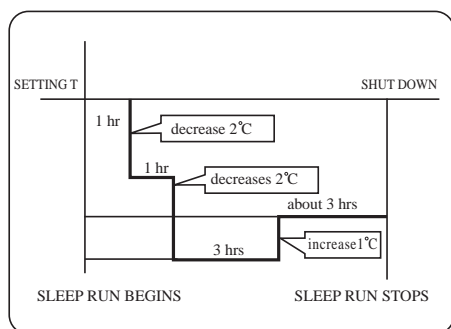 SETTING T
SHUT DOWN
1 hr
decrease 2℃
1 hr
decreases 2℃
about 3 hrs
3 hrs
increase1℃
SLEEP RUN BEGINS
SLEEP RUN STOPS